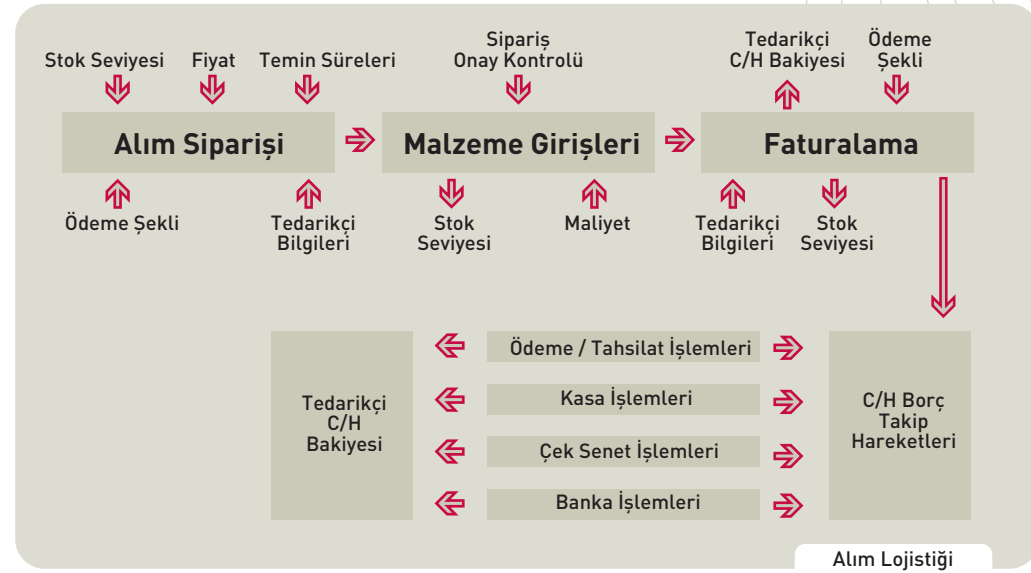 Stok Seviyesi
Fiyat
Temin Süreleri
Sipariş
Onay Kontrolü
Tedarikçi
C/H Bakiyesi
Ödeme
Şekli
Alım Siparişi
Malzeme Girişleri
Faturalama
Ödeme Şekli
Tedarikçi
Bilgileri
Stok
Seviyesi
Maliyet
Tedarikçi
Bilgileri
Stok
Seviyesi
Tedarikçi
C/H
Bakiyesi
Ödeme / Tahsilat İşlemleri
Kasa İşlemleri
Çek Senet İşlemleri
Banka İşlemleri
C/H Borç
Takip
Hareketleri
Alım Lojistiği